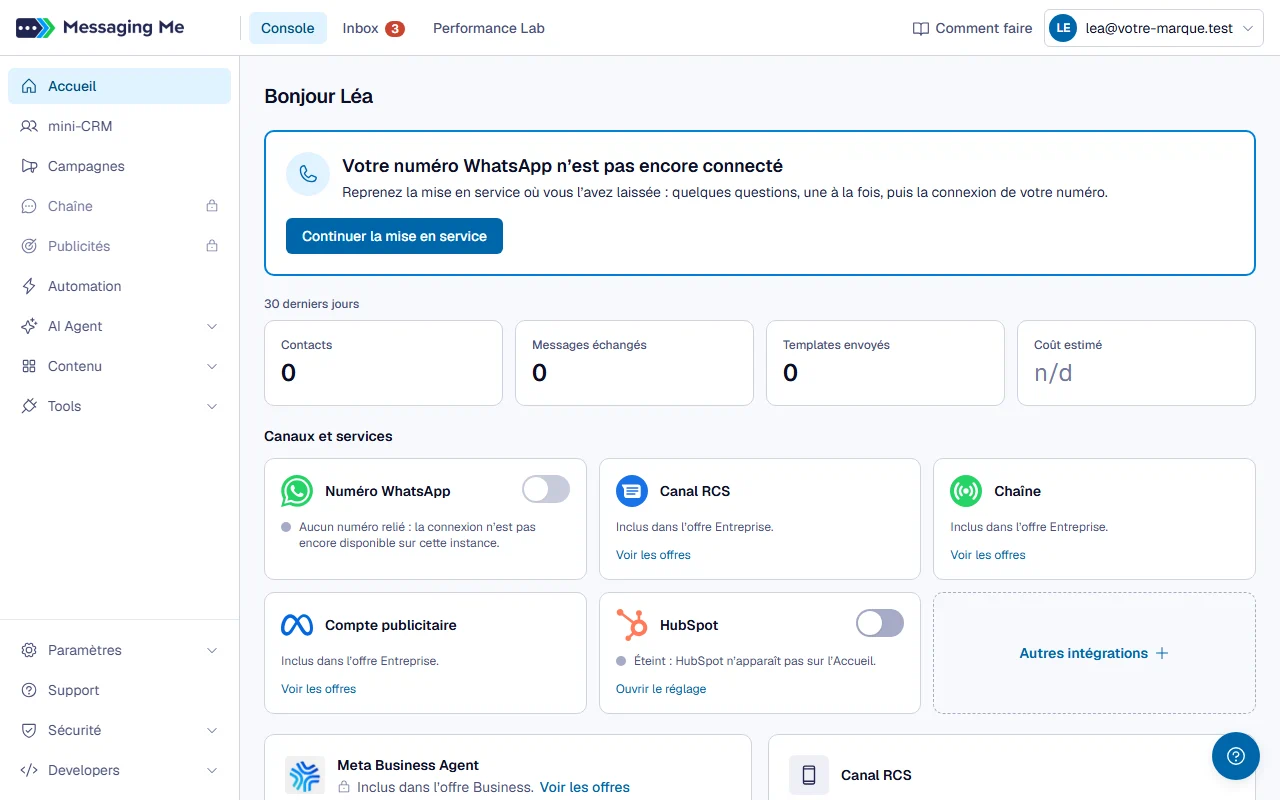 Messaging Me
Console
Inbox 3
Performance Lab
Comment faire
LE lea@votre-marque.test
Accueil
mini-CRM
Campagnes
Chaîne
Publicités
Automation
AI Agent
Contenu
Tools
Paramètres
Support
Sécurité
Developers
Bonjour Léa
Votre numéro WhatsApp n’est pas encore connecté
Reprenez la mise en service où vous l’avez laissée : quelques questions, une à la fois, puis la connexion de votre numéro.
Continuer la mise en service
30 derniers jours
Contacts
0
Messages échangés
0
Templates envoyés
0
Coût estimé
n/d
Canaux et services
Numéro WhatsApp
Aucun numéro relié : la connexion n’est pas
encore disponible sur cette instance.
Canal RCS
Inclus dans l’offre Entreprise.
Voir les offres
Chaîne
Inclus dans l’offre Entreprise.
Voir les offres
Compte publicitaire
Inclus dans l’offre Entreprise.
Voir les offres
HubSpot
Éteint : HubSpot n’apparaît pas sur l’Accueil.
Ouvrir le réglage
Autres intégrations
Meta Business Agent
Inclus dans l’offre Business. Voir les offres
Canal RCS